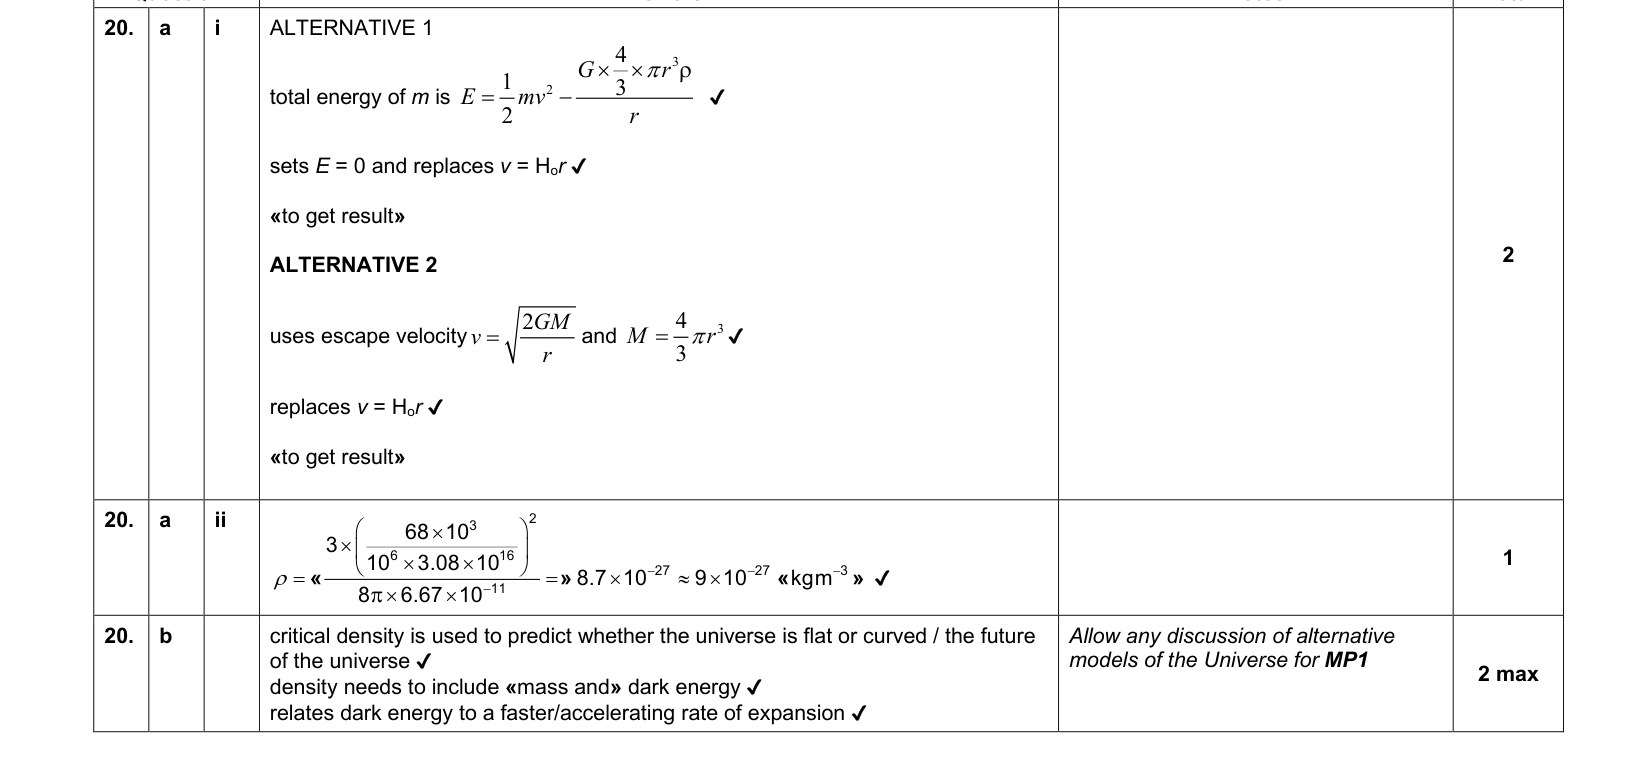 20. a i ALTERNATIVE 1
total energy of m is E = 1/2 mv² − (G × 4/3 × πr³ρ)/r ✓
sets E = 0 and replaces v = H₀r ✓
«to get result»
2
ALTERNATIVE 2
uses escape velocity v = √(2GM/r) and M = 4/3 πr³ ✓
replaces v = H₀r ✓
«to get result»
20. a ii ρ = « (3 × (68 × 10³ / (10⁶ × 3.08 × 10¹⁶))²) / (8π × 6.67 × 10⁻¹¹) = » 8.7 × 10⁻²⁷ ≈ 9 × 10⁻²⁷ «kgm⁻³» ✓ 1
20. b critical density is used to predict whether the universe is flat or curved / the future
of the universe ✓
density needs to include «mass and» dark energy ✓
relates dark energy to a faster/accelerating rate of expansion ✓
Allow any discussion of alternative
models of the Universe for MP1
2 max